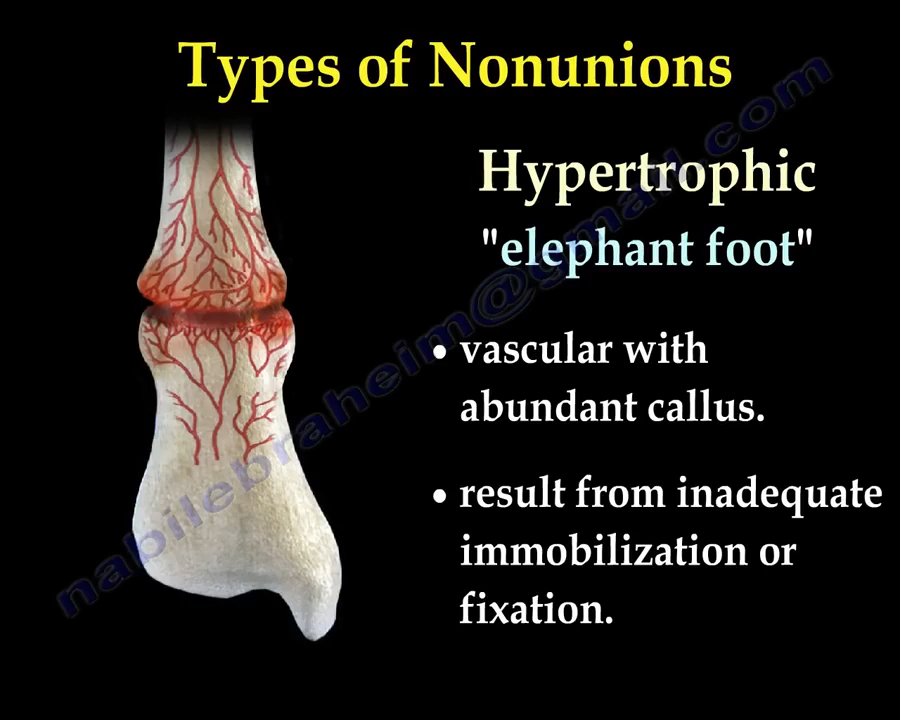 Types of Nonunions
Hypertrophic
"elephant foot"
• vascular with
abundant callus.
• result from inadequate
immobilization or
fixation.
nabilebraheim@gmail.com